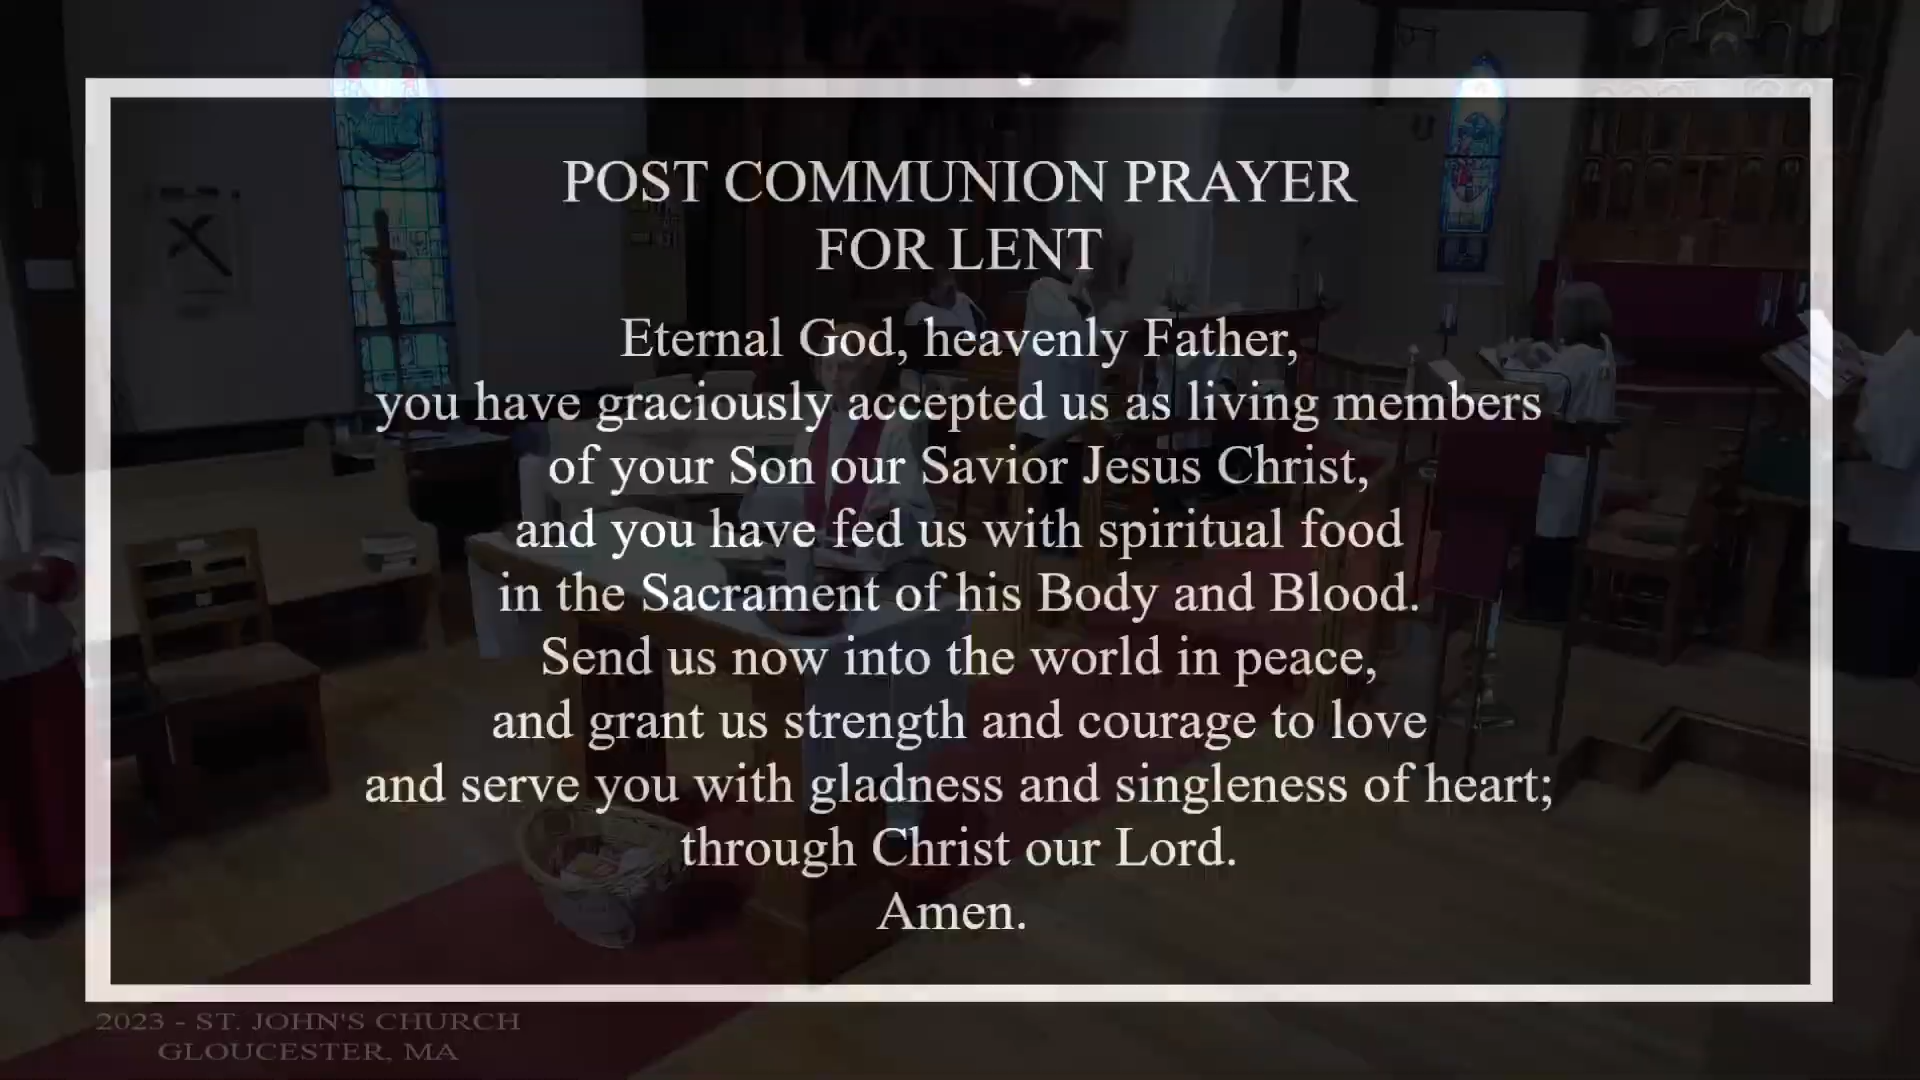 POST COMMUNION PRAYER
FOR LENT
Eternal God, heavenly Father,
you have graciously accepted us as living members
of your Son our Savior Jesus Christ,
and you have fed us with spiritual food
in the Sacrament of his Body and Blood.
Send us now into the world in peace,
and grant us strength and courage to love
and serve you with gladness and singleness of heart;
through Christ our Lord.
Amen.
2023 - ST. JOHN'S CHURCH
GLOUCESTER, MA